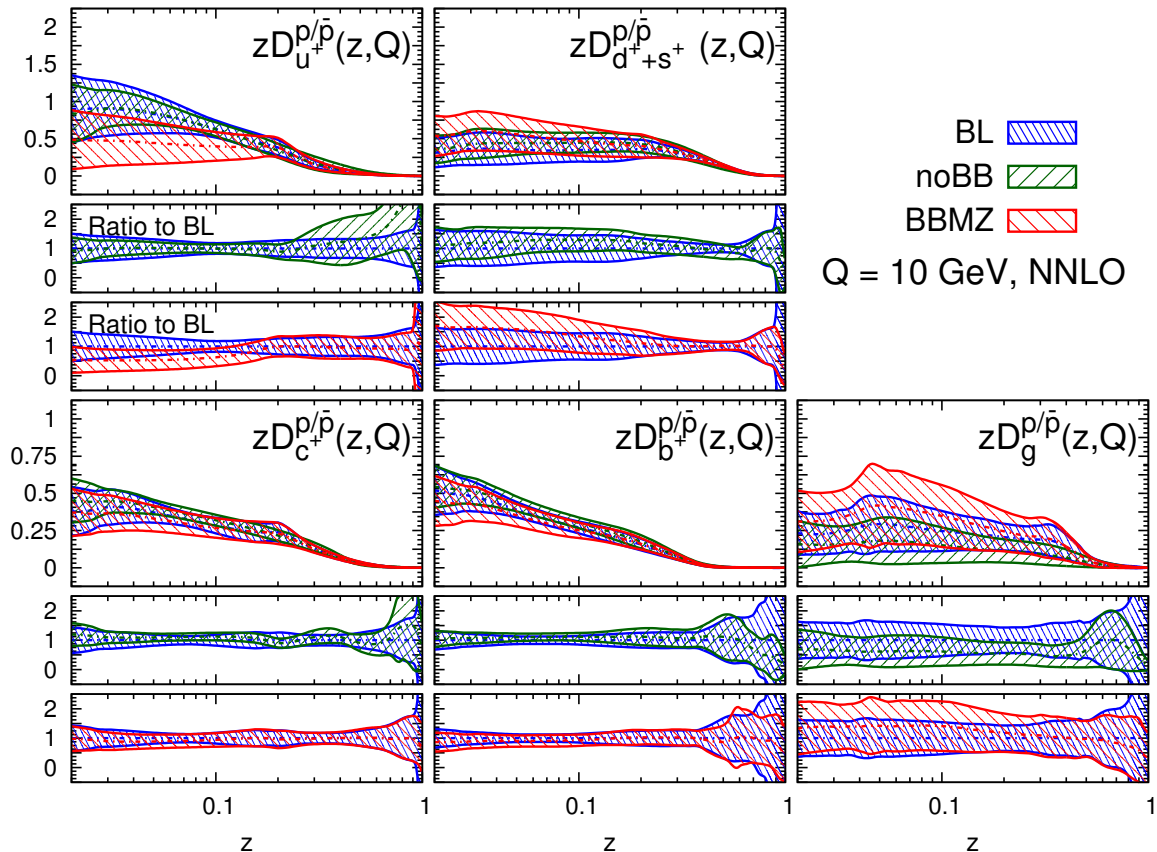 2
1.5
1
0.5
0
zD_{u^+}^{p/p̄}(z,Q)
zD_{d^++s^+}^{p/p̄} (z,Q)
BL
noBB
BBMZ
Q = 10 GeV, NNLO
2
1
0
Ratio to BL
2
1
0
Ratio to BL
1
0.75
0.5
0.25
0
zD_{c^+}^{p/p̄}(z,Q)
zD_{b^+}^{p/p̄}(z,Q)
zD_{g}^{p/p̄}(z,Q)
2
1
0
2
1
0
0.1 1 0.1 1 0.1 1
z z z